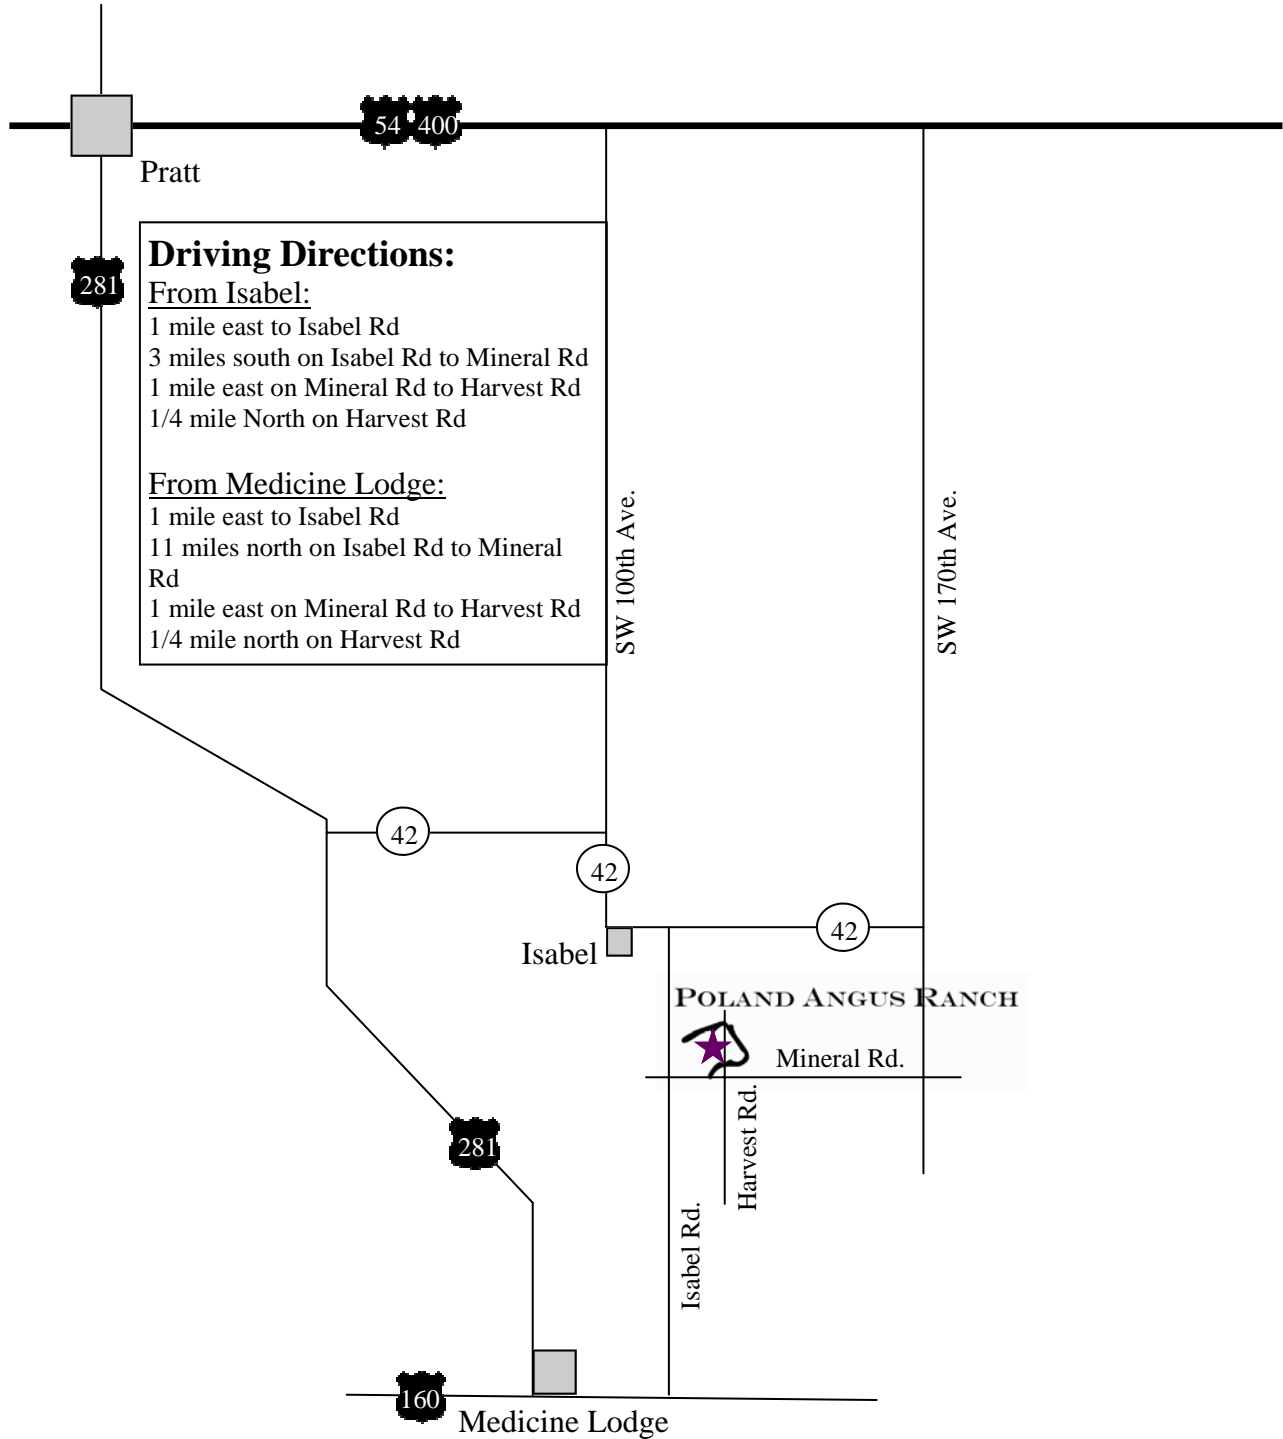 54 400
Pratt
281
Driving Directions:
From Isabel:
1 mile east to Isabel Rd
3 miles south on Isabel Rd to Mineral Rd
1 mile east on Mineral Rd to Harvest Rd
1/4 mile North on Harvest Rd
From Medicine Lodge:
1 mile east to Isabel Rd
11 miles north on Isabel Rd to Mineral
Rd
1 mile east on Mineral Rd to Harvest Rd
1/4 mile north on Harvest Rd
SW 100th Ave.
SW 170th Ave.
42
42
42
Isabel
POLAND ANGUS RANCH
Mineral Rd.
Harvest Rd.
281
Isabel Rd.
160
Medicine Lodge